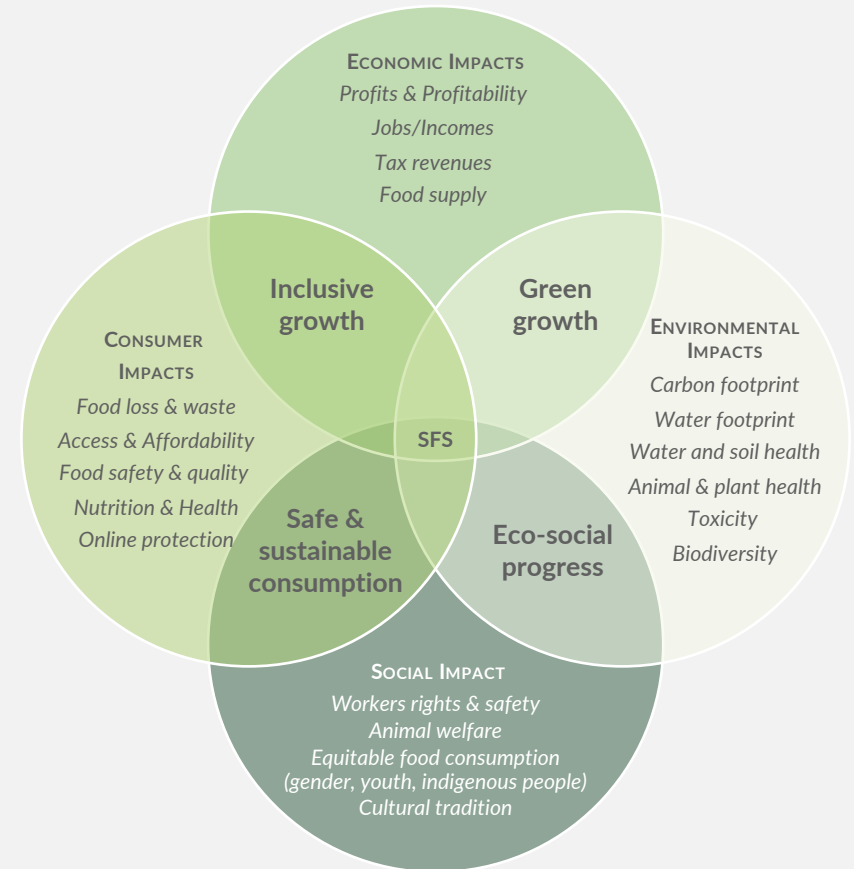 ECONOMIC IMPACTS
Profits & Profitability
Jobs/Incomes
Tax revenues
Food supply
Inclusive
growth
Green
growth
CONSUMER
IMPACTS
Food loss & waste
Access & Affordability
Food safety & quality
Nutrition & Health
Online protection
ENVIRONMENTAL
IMPACTS
Carbon footprint
Water footprint
Water and soil health
Animal & plant health
Toxicity
Biodiversity
SFS
Safe &
sustainable
consumption
Eco-social
progress
SOCIAL IMPACT
Workers rights & safety
Animal welfare
Equitable food consumption
(gender, youth, indigenous people)
Cultural tradition